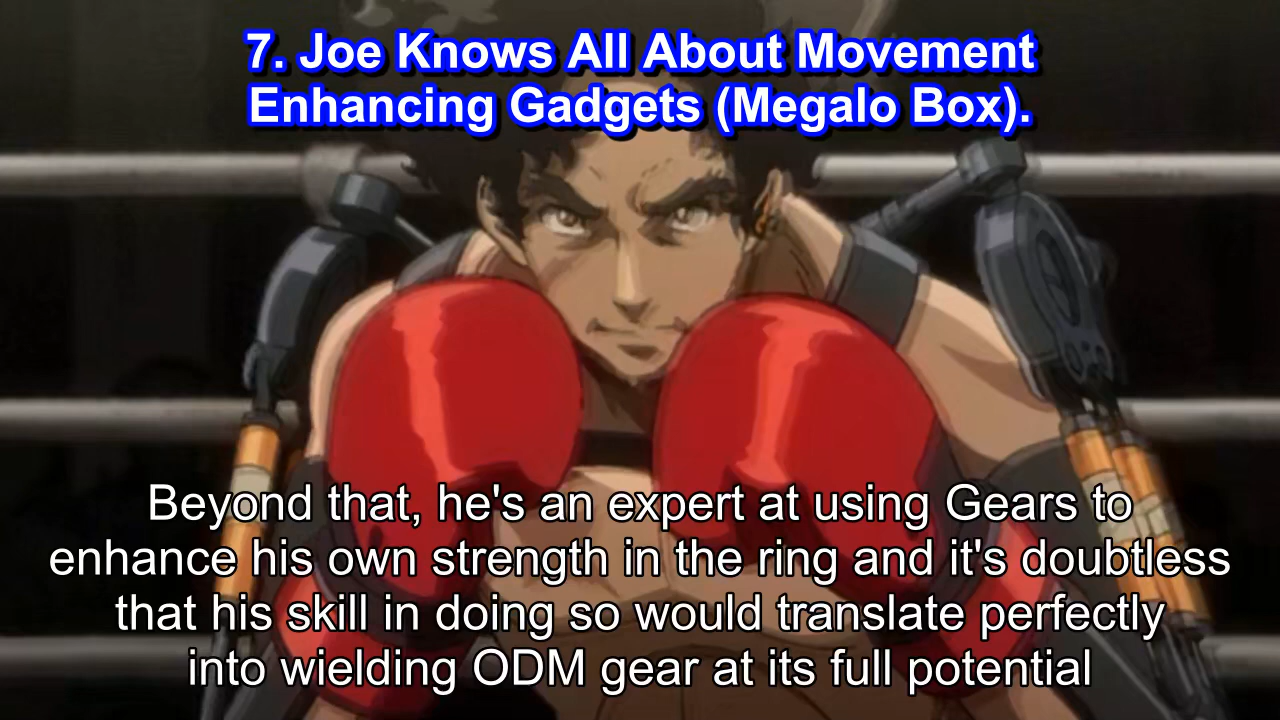 7. Joe Knows All About Movement
Enhancing Gadgets (Megalo Box).
Beyond that, he's an expert at using Gears to
enhance his own strength in the ring and it's doubtless
that his skill in doing so would translate perfectly
into wielding ODM gear at its full potential